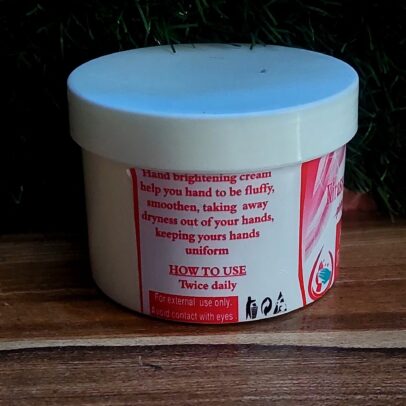 Hand brightening cream
help you hand to be fluffy,
smoothen, taking away
dryness out of your hands,
keeping yours hands
uniform
HOW TO USE
Twice daily
For external use only.
Avoid contact with eyes